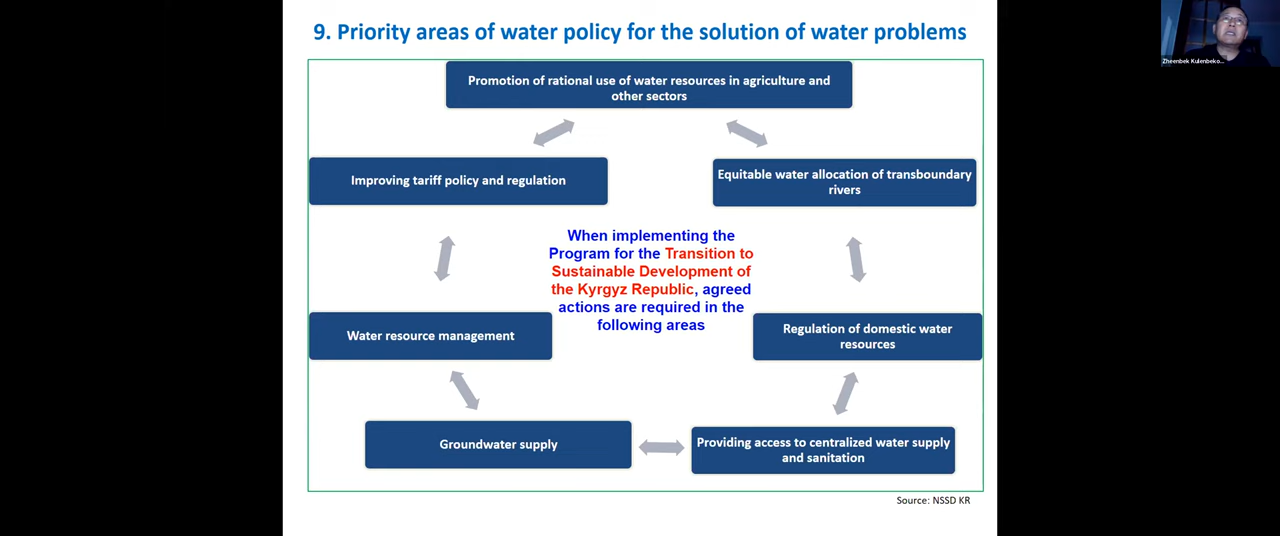 9. Priority areas of water policy for the solution of water problems
Zheenbek Kulenbeko...
Promotion of rational use of water resources in agriculture and
other sectors
Improving tariff policy and regulation
Equitable water allocation of transboundary
rivers
When implementing the
Program for the Transition to
Sustainable Development of
the Kyrgyz Republic, agreed
actions are required in the
following areas
Water resource management
Regulation of domestic water
resources
Groundwater supply
Providing access to centralized water supply
and sanitation
Source: NSSD KR